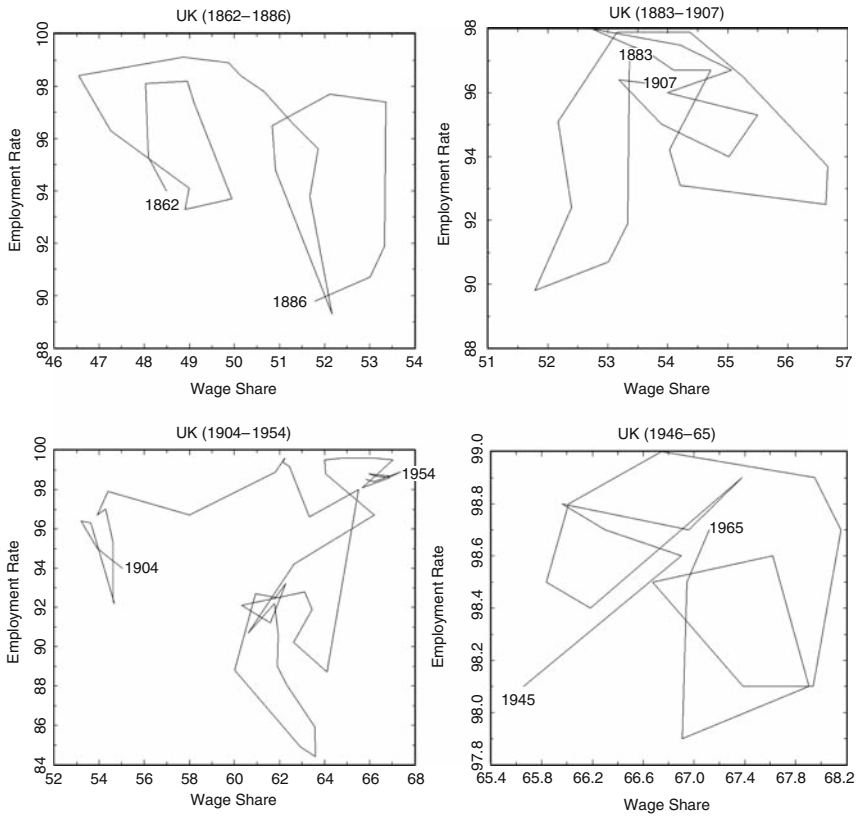 UK (1862–1886)
Employment Rate
100
98
96
94
92
90
88
1862
1886
46 47 48 49 50 51 52 53 54
Wage Share
UK (1883–1907)
Employment Rate
98
96
94
92
90
88
1883
1907
51 52 53 54 55 56 57
Wage Share
UK (1904–1954)
Employment Rate
100
98
96
94
92
90
88
86
84
1954
1904
52 54 56 58 60 62 64 66 68
Wage Share
UK (1946–65)
Employment Rate
99.0
98.8
98.6
98.4
98.2
98.0
97.8
1965
1945
65.4 65.8 66.2 66.6 67.0 67.4 67.8 68.2
Wage Share